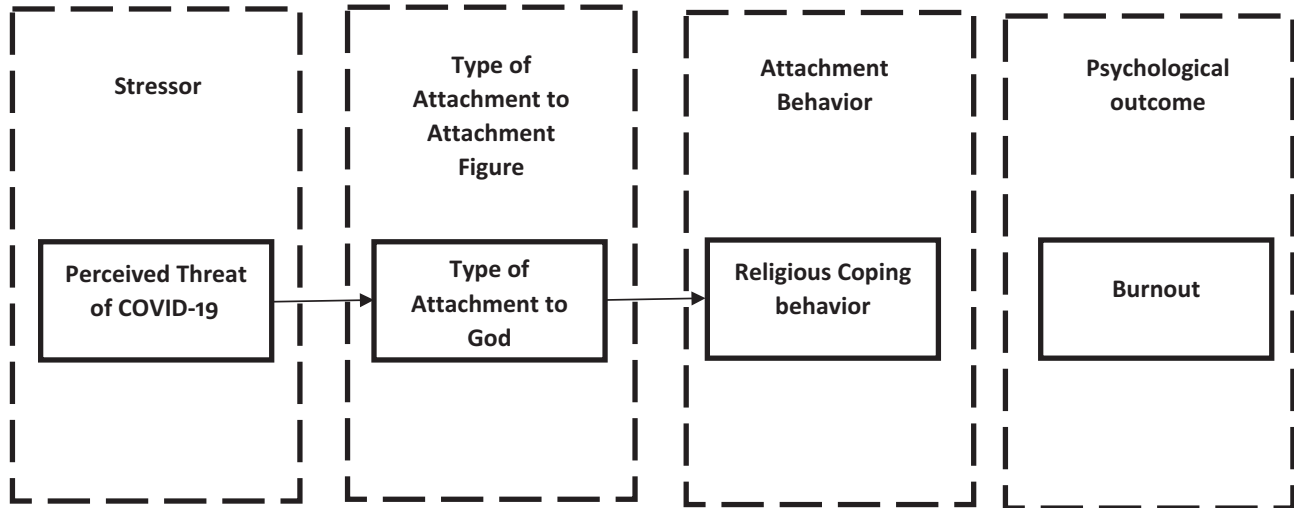 Stressor
Type of
Attachment to
Attachment
Figure
Attachment
Behavior
Psychological
outcome
Perceived Threat
of COVID-19
Type of
Attachment to
God
Religious Coping
behavior
Burnout